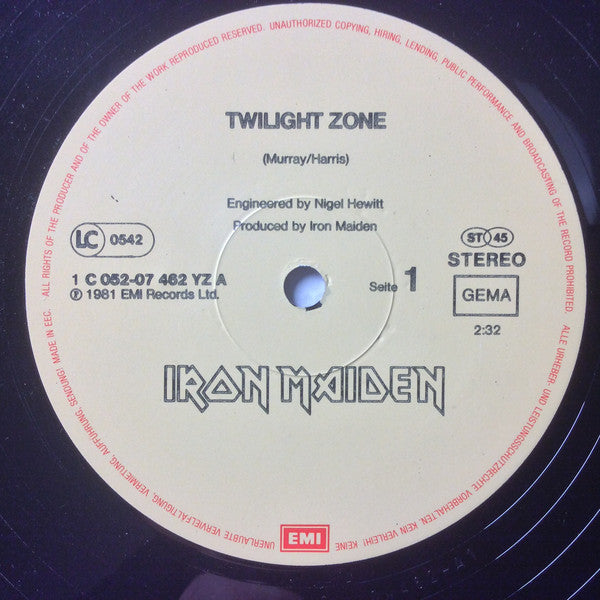 TWILIGHT ZONE
(Murray/Harris)
Engineered by Nigel Hewitt
Produced by Iron Maiden
LC 0542
1 C 052-07 462 YZ A
℗ 1981 EMI Records Ltd.
Seite 1
ST 45
STEREO
GEMA
2:32
IRON MAIDEN
EMI
ALL RIGHTS OF THE PRODUCER AND OF THE OWNER OF THE WORK REPRODUCED RESERVED. UNAUTHORIZED COPYING, HIRING, LENDING, PUBLIC PERFORMANCE AND BROADCASTING OF THE RECORD PROHIBITED.
ALLE URHEBER- UND LEISTUNGSSCHUTZRECHTE VORBEHALTEN. KEIN VERLEIH! KEINE UNERLAUBTE VERVIELFÄLTIGUNG, VERMIETUNG, AUFFÜHRUNG, SENDUNG! MADE IN EEC.